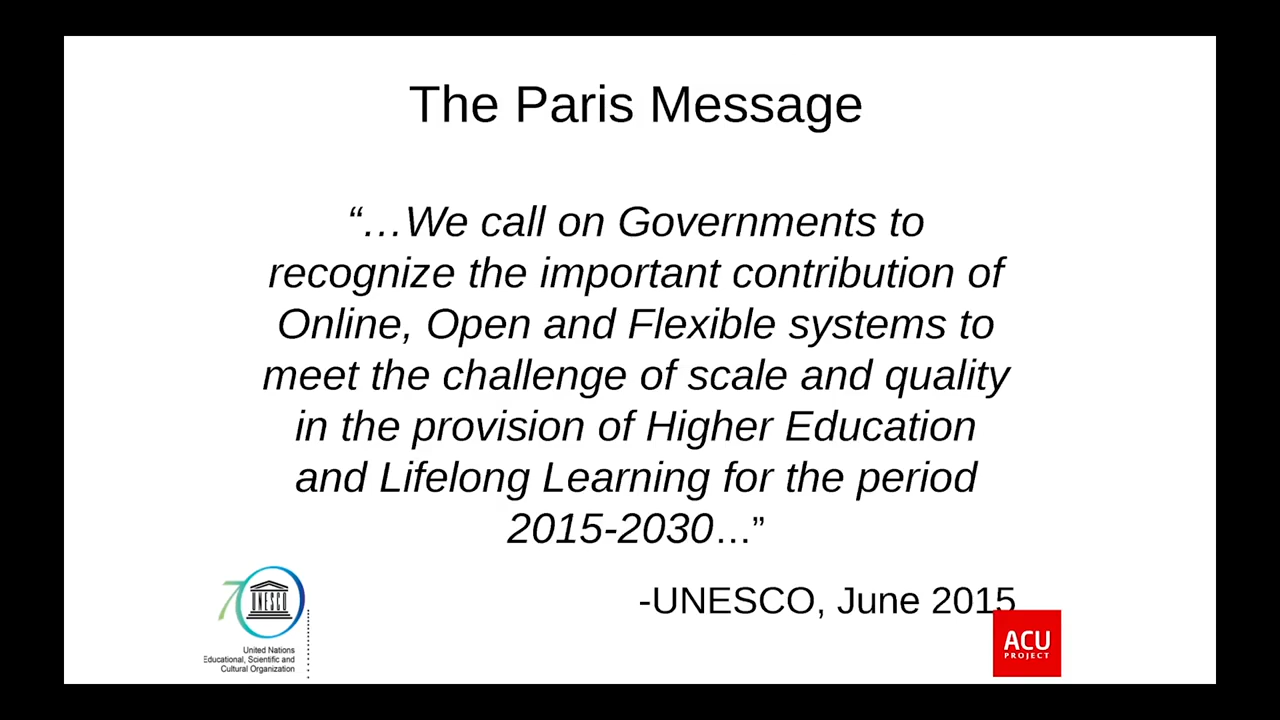 The Paris Message
“…We call on Governments to
recognize the important contribution of
Online, Open and Flexible systems to
meet the challenge of scale and quality
in the provision of Higher Education
and Lifelong Learning for the period
2015-2030…”
-UNESCO, June 2015
70
UNESCO
United Nations
Educational, Scientific and
Cultural Organization
ACU
PROJECT